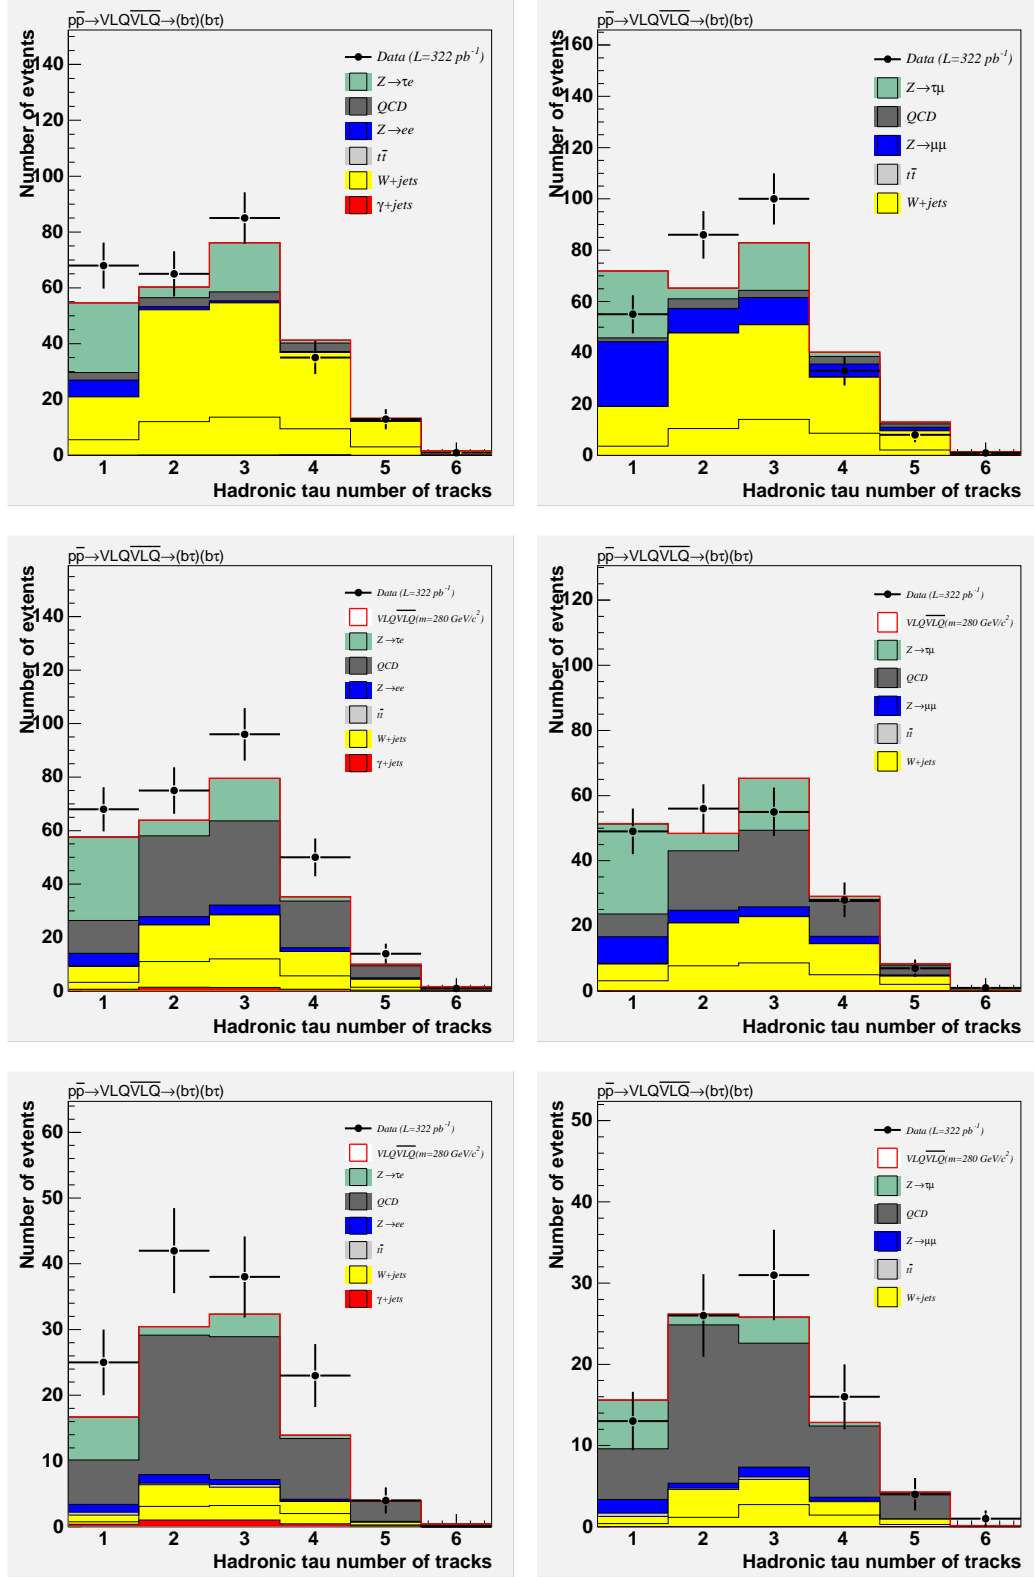 pp̅→VLQV̅L̅Q̅→(bτ)(bτ)
Number of evtents
140
120
100
80
60
40
20
0
Data (L=322 pb⁻¹)
Z→τe
QCD
Z→ee
tt̅
W+jets
γ+jets
1 2 3 4 5 6
Hadronic tau number of tracks
pp̅→VLQV̅L̅Q̅→(bτ)(bτ)
Number of evtents
160
140
120
100
80
60
40
20
0
Data (L=322 pb⁻¹)
Z→τμ
QCD
Z→μμ
tt̅
W+jets
1 2 3 4 5 6
Hadronic tau number of tracks
pp̅→VLQV̅L̅Q̅→(bτ)(bτ)
Number of evtents
140
120
100
80
60
40
20
0
Data (L=322 pb⁻¹)
VLQV̅L̅Q̅(m=280 GeV/c²)
Z→τe
QCD
Z→ee
tt̅
W+jets
γ+jets
1 2 3 4 5 6
Hadronic tau number of tracks
pp̅→VLQV̅L̅Q̅→(bτ)(bτ)
Number of evtents
120
100
80
60
40
20
0
Data (L=322 pb⁻¹)
VLQV̅L̅Q̅(m=280 GeV/c²)
Z→τμ
QCD
Z→μμ
tt̅
W+jets
1 2 3 4 5 6
Hadronic tau number of tracks
pp̅→VLQV̅L̅Q̅→(bτ)(bτ)
Number of evtents
60
50
40
30
20
10
0
Data (L=322 pb⁻¹)
VLQV̅L̅Q̅(m=280 GeV/c²)
Z→τe
QCD
Z→ee
tt̅
W+jets
γ+jets
1 2 3 4 5 6
Hadronic tau number of tracks
pp̅→VLQV̅L̅Q̅→(bτ)(bτ)
Number of evtents
50
40
30
20
10
0
Data (L=322 pb⁻¹)
VLQV̅L̅Q̅(m=280 GeV/c²)
Z→τμ
QCD
Z→μμ
tt̅
W+jets
1 2 3 4 5 6
Hadronic tau number of tracks